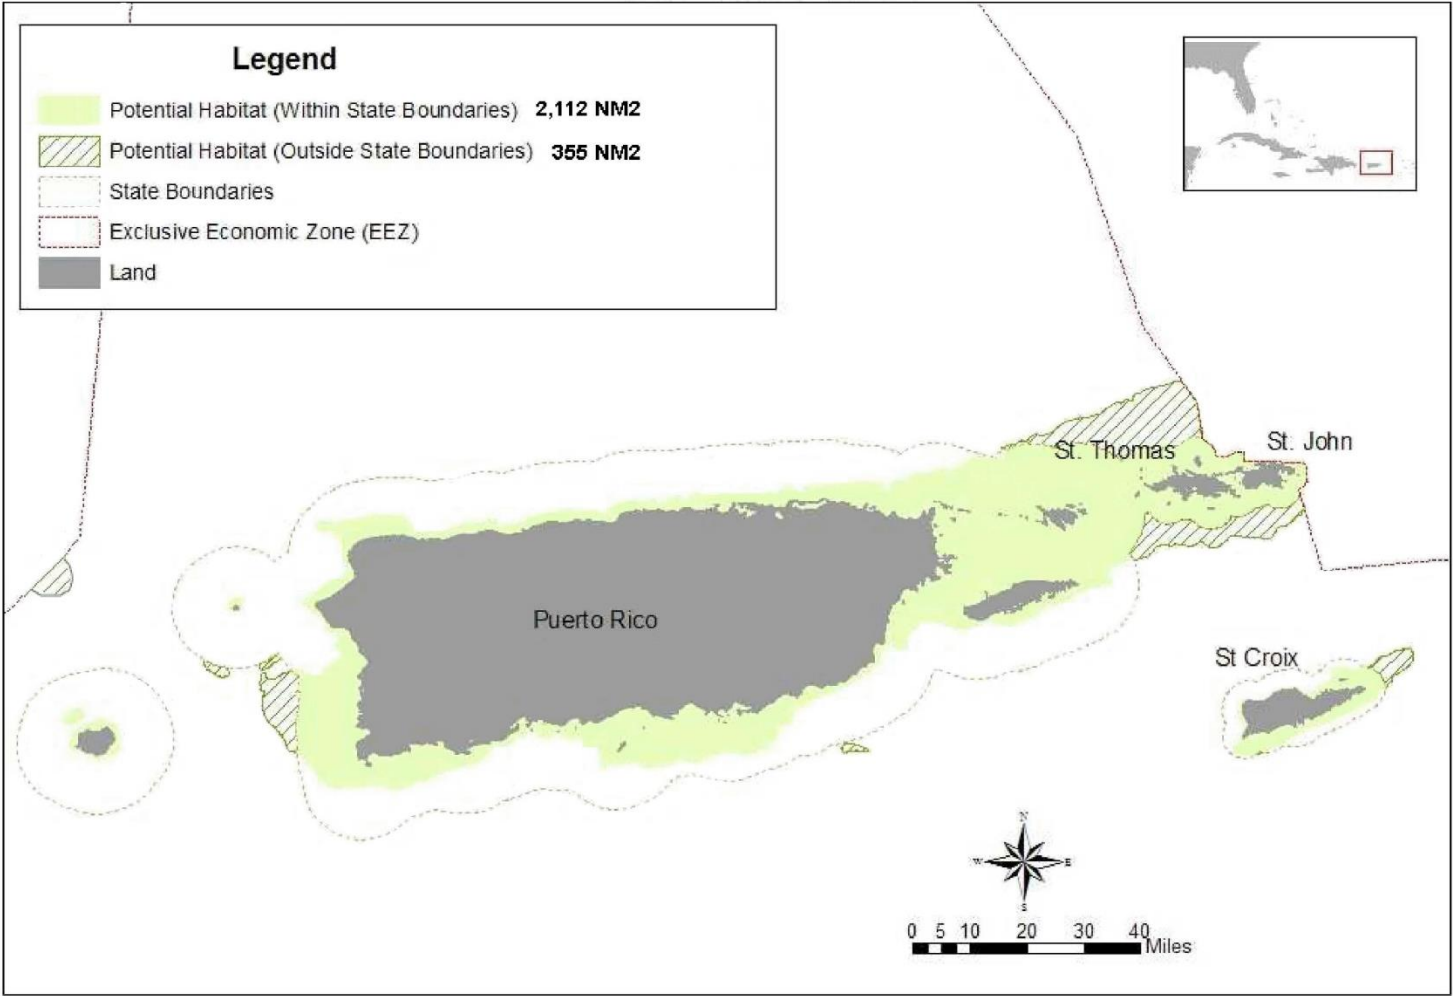 Legend
Potential Habitat (Within State Boundaries) 2,112 NM2
Potential Habitat (Outside State Boundaries) 355 NM2
State Boundaries
Exclusive Economic Zone (EEZ)
Land
St. Thomas
St. John
Puerto Rico
St Croix
N
W E
S
0 5 10 20 30 40
Miles